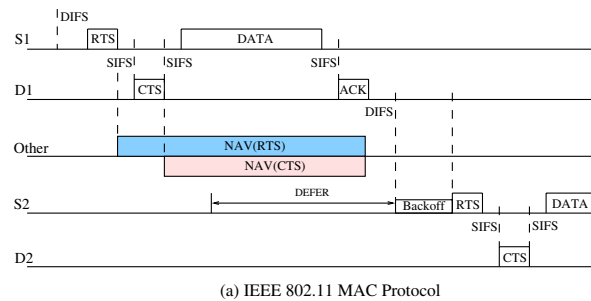 DIFS
S1
RTS
DATA
SIFS
SIFS
SIFS
D1
CTS
ACK
DIFS
Other
NAV(RTS)
NAV(CTS)
DEFER
S2
Backoff
RTS
DATA
SIFS
SIFS
D2
CTS
(a) IEEE 802.11 MAC Protocol